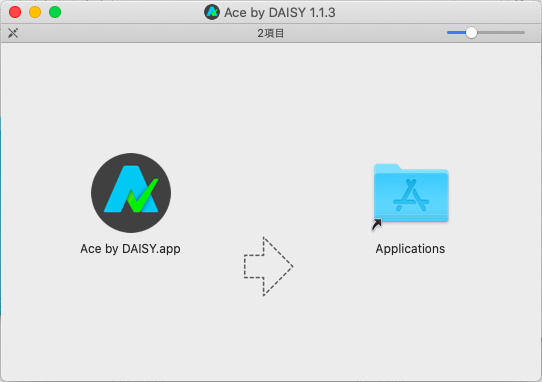 Ace by DAISY 1.1.3
2項目
Ace by DAISY.app
Applications